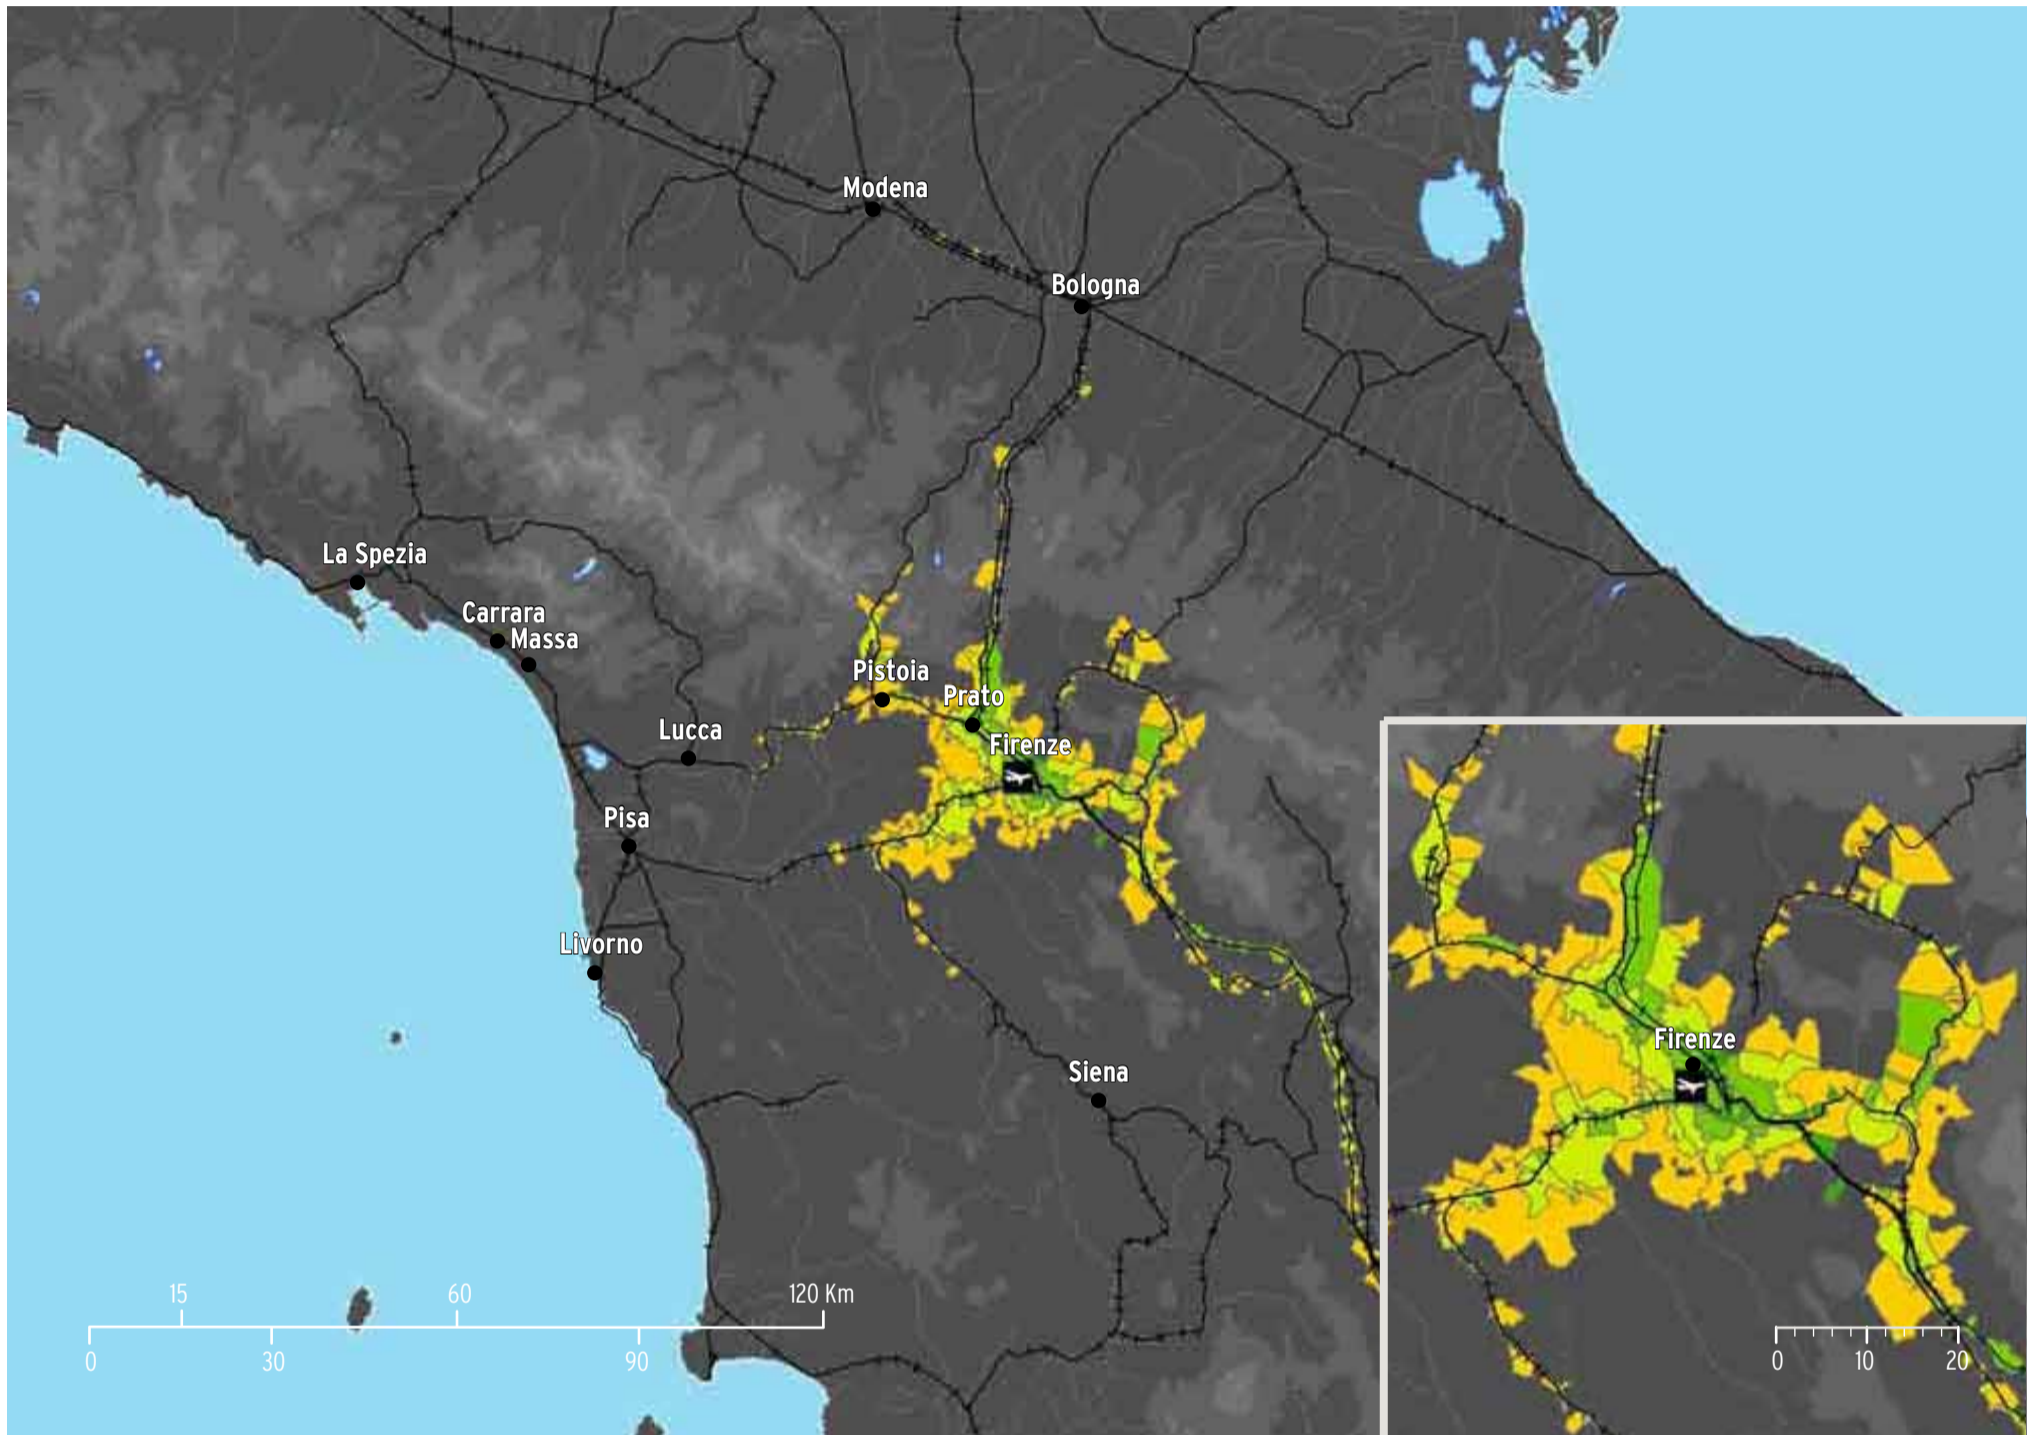 Modena
Bologna
La Spezia
Carrara
Massa
Pistoia
Prato
Lucca
Firenze
Pisa
Livorno
Siena
Firenze
15 60 120 Km
0 30 90
0 10 20